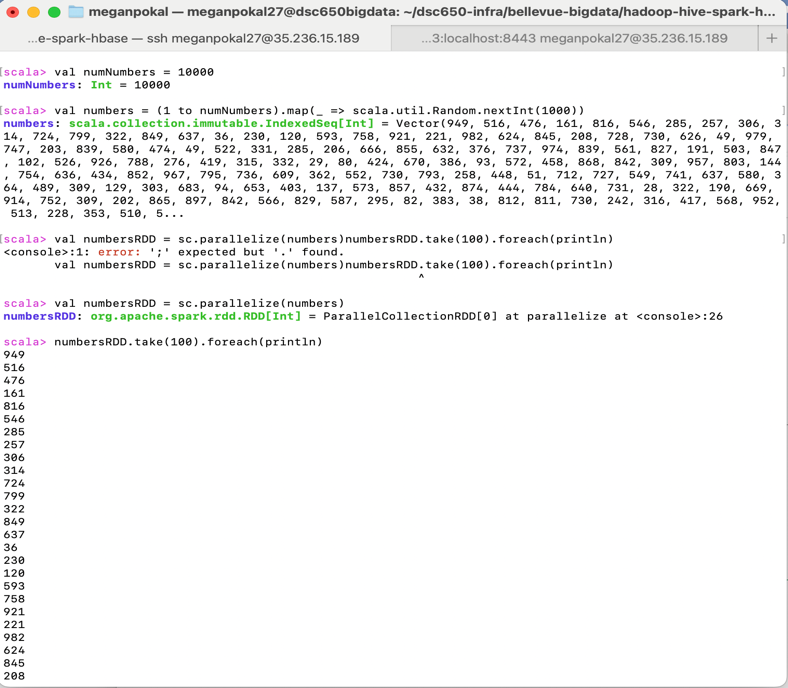 meganpokal — meganpokal27@dsc650bigdata: ~/dsc650-infra/bellevue-bigdata/hadoop-hive-spark-h...
...e-spark-hbase — ssh meganpokal27@35.236.15.189
...3:localhost:8443 meganpokal27@35.236.15.189
+
[scala> val numNumbers = 10000 ]
numNumbers: Int = 10000
[scala> val numbers = (1 to numNumbers).map(_ => scala.util.Random.nextInt(1000)) ]
numbers: scala.collection.immutable.IndexedSeq[Int] = Vector(949, 516, 476, 161, 816, 546, 285, 257, 306, 3
14, 724, 799, 322, 849, 637, 36, 230, 120, 593, 758, 921, 221, 982, 624, 845, 208, 728, 730, 626, 49, 979,
747, 203, 839, 580, 474, 49, 522, 331, 285, 206, 666, 855, 632, 376, 737, 974, 839, 561, 827, 191, 503, 847
, 102, 526, 926, 788, 276, 419, 315, 332, 29, 80, 424, 670, 386, 93, 572, 458, 868, 842, 309, 957, 803, 144
, 754, 636, 434, 852, 967, 795, 736, 609, 362, 552, 730, 793, 258, 448, 51, 712, 727, 549, 741, 637, 580, 3
64, 489, 309, 129, 303, 683, 94, 653, 403, 137, 573, 857, 432, 874, 444, 784, 640, 731, 28, 322, 190, 669,
914, 752, 309, 202, 865, 897, 842, 566, 829, 587, 295, 82, 383, 38, 812, 811, 730, 242, 316, 417, 568, 952,
513, 228, 353, 510, 5...
[scala> val numbersRDD = sc.parallelize(numbers)numbersRDD.take(100).foreach(println) ]
<console>:1: error: ';' expected but '.' found.
val numbersRDD = sc.parallelize(numbers)numbersRDD.take(100).foreach(println)
^
scala> val numbersRDD = sc.parallelize(numbers)
numbersRDD: org.apache.spark.rdd.RDD[Int] = ParallelCollectionRDD[0] at parallelize at <console>:26
scala> numbersRDD.take(100).foreach(println)
949
516
476
161
816
546
285
257
306
314
724
799
322
849
637
36
230
120
593
758
921
221
982
624
845
208